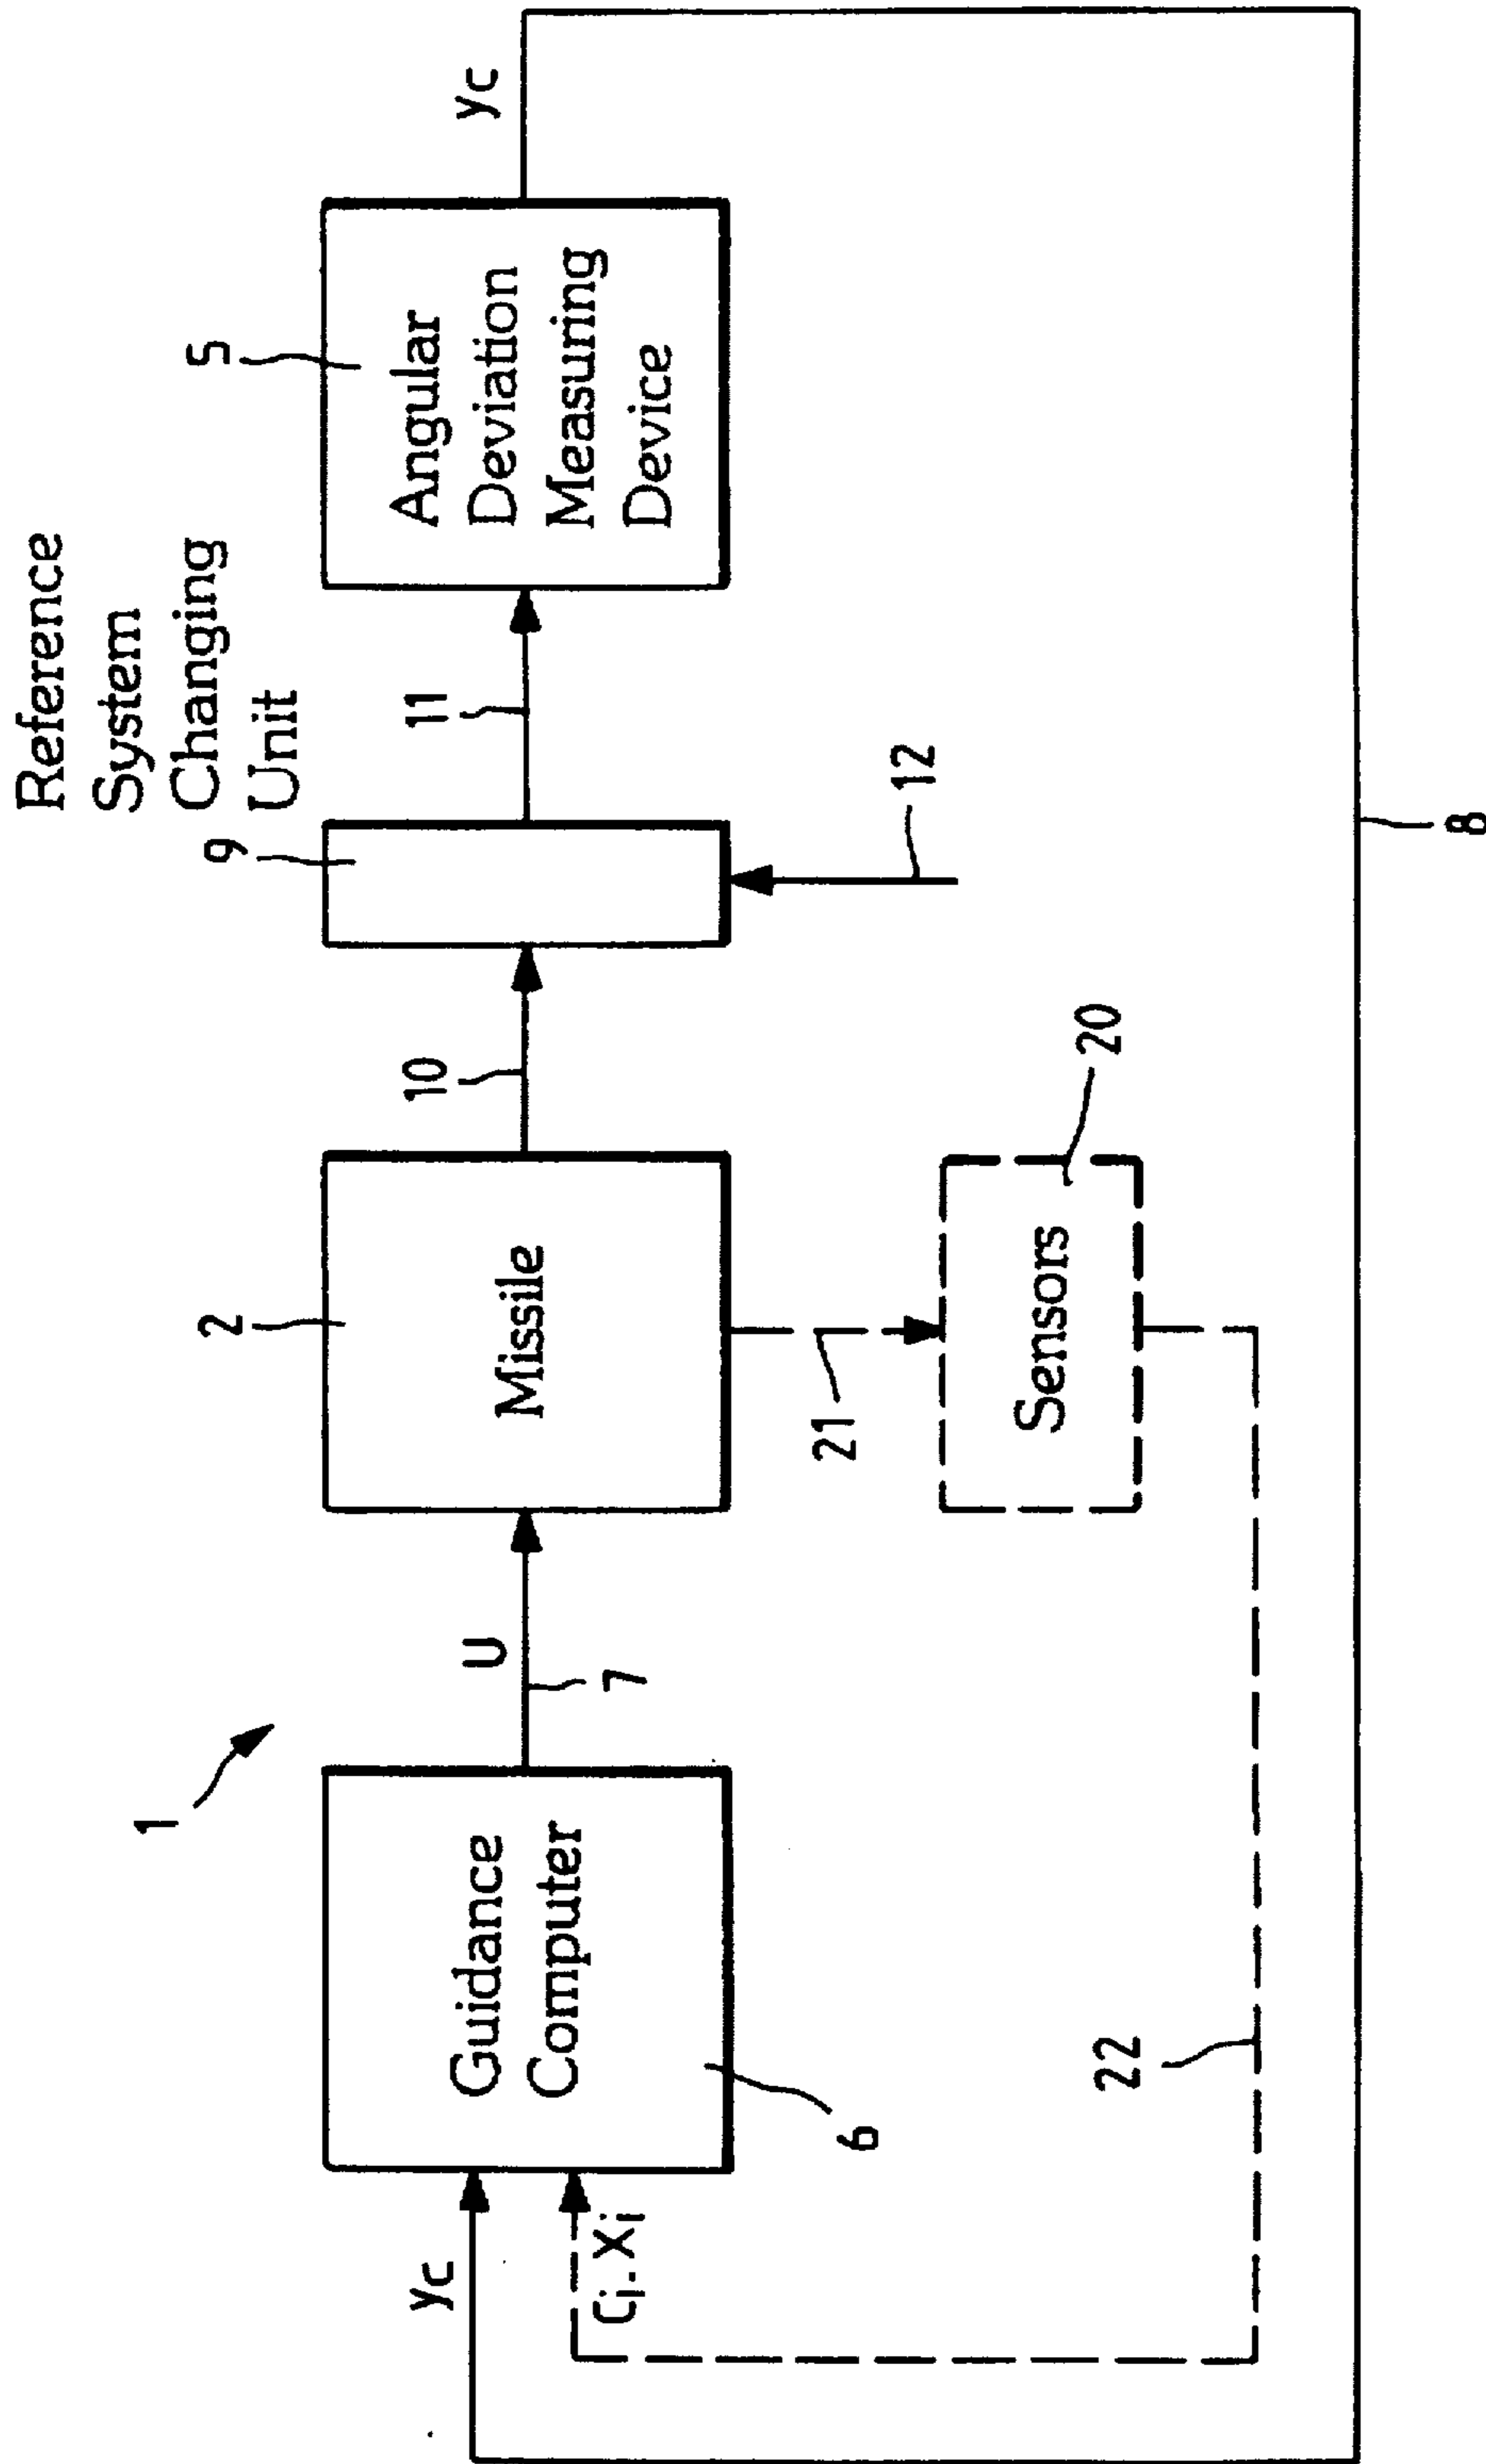 Reference
System
Changing
Unit
1
2
9
5
yc
U
10
11
Guidance
Computer
Missile
Angular
Deviation
Measuring
Device
yc
Ci.Xi
7
6
21
12
Sensors
20
22
8